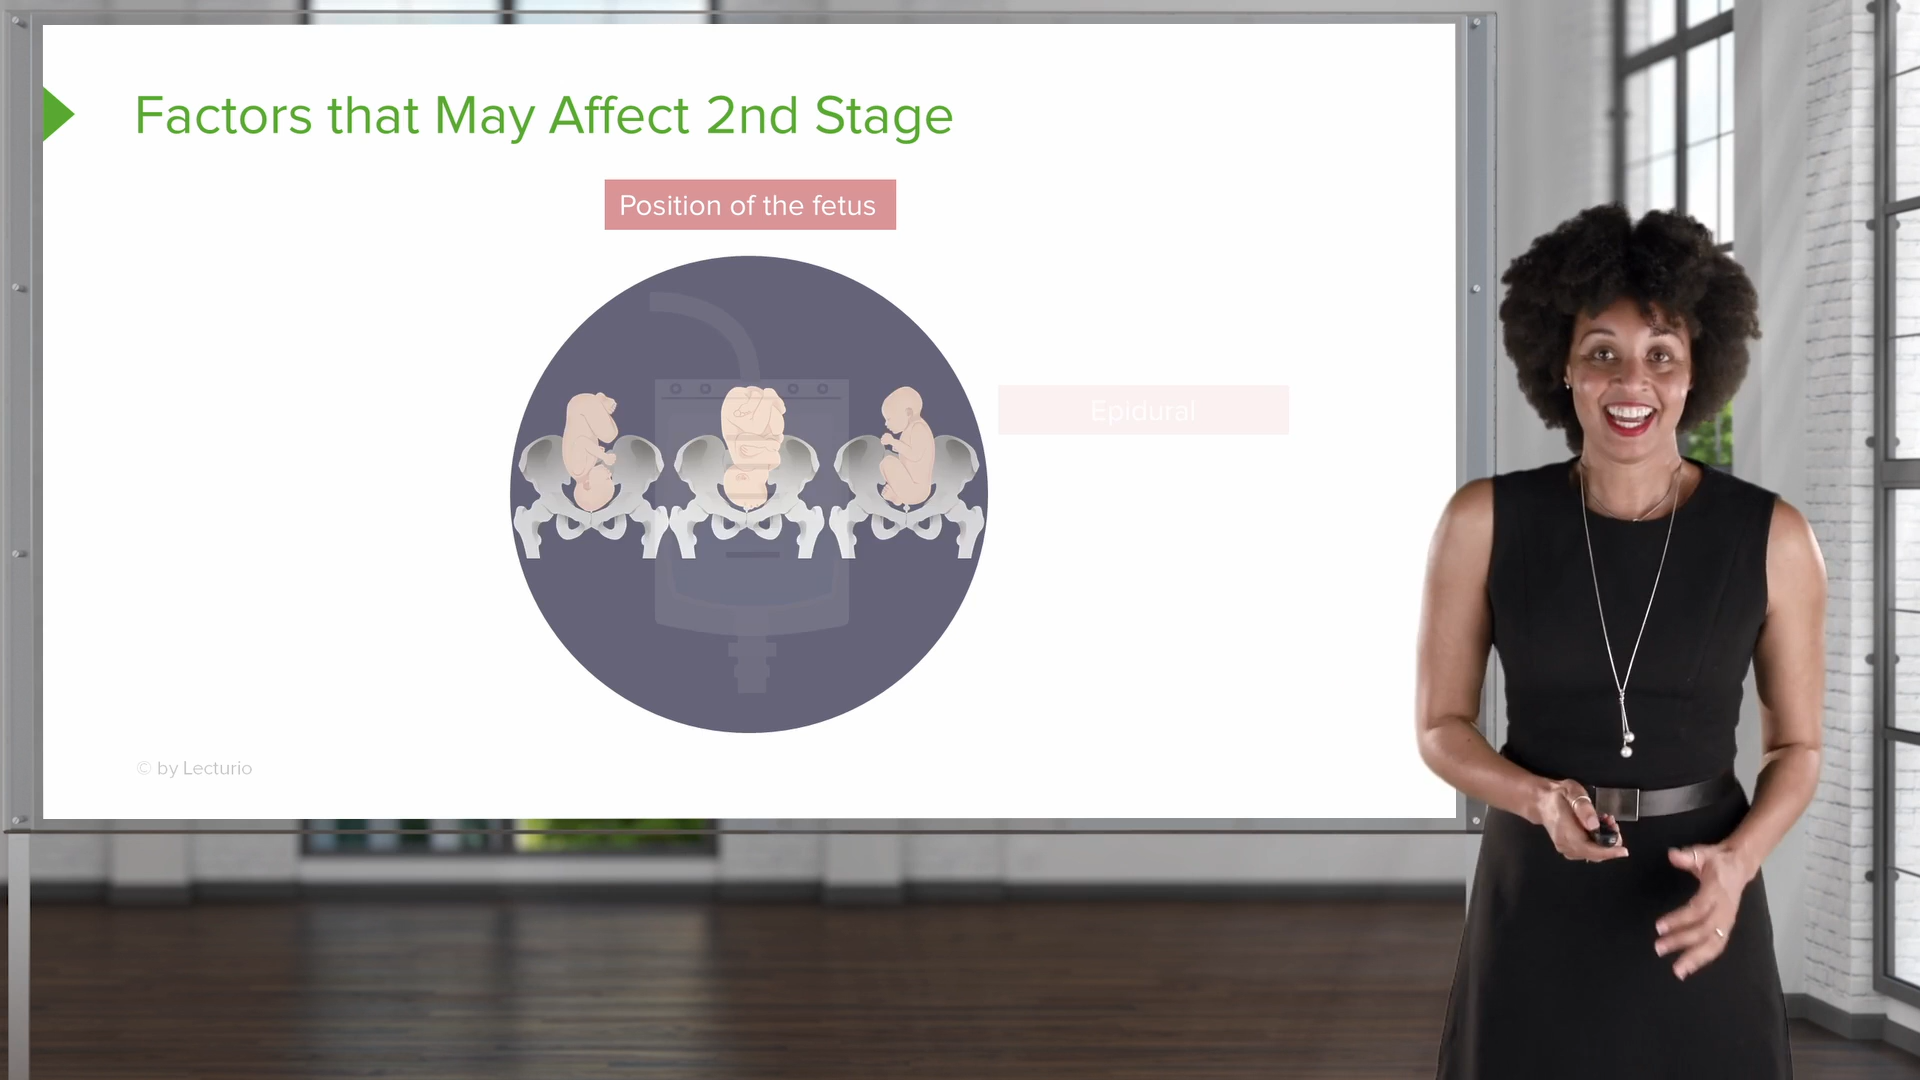 Factors that May Affect 2nd Stage
Position of the fetus
Epidural
© by Lecturio